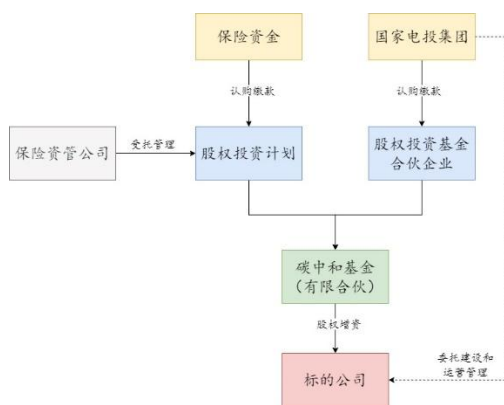 保险资金
国家电投集团
认购缴款
认购缴款
保险资管公司
受托管理
股权投资计划
股权投资基金
合伙企业
碳中和基金
（有限合伙）
股权增资
标的公司
委托建设和
运营管理